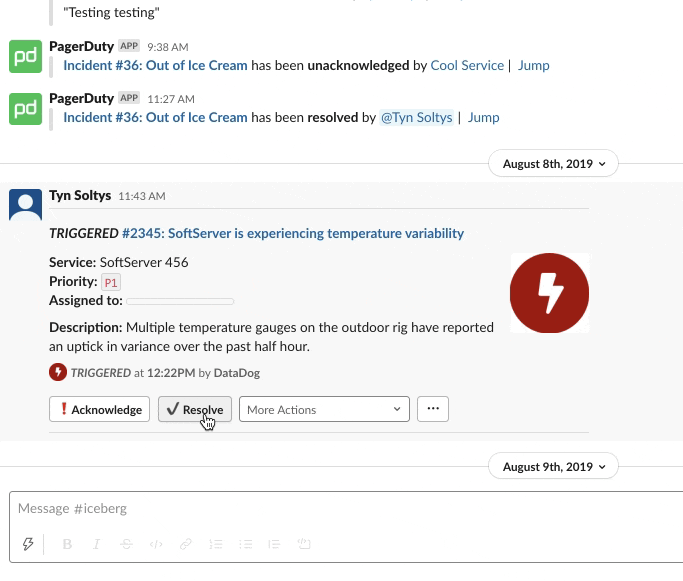 "Testing testing"
PagerDuty APP 9:38 AM
Incident #36: Out of Ice Cream has been unacknowledged by Cool Service | Jump
PagerDuty APP 11:27 AM
Incident #36: Out of Ice Cream has been resolved by @Tyn Soltys | Jump
August 8th, 2019
Tyn Soltys 11:43 AM
TRIGGERED #2345: SoftServer is experiencing temperature variability
Service: SoftServer 456
Priority: P1
Assigned to:
Description: Multiple temperature gauges on the outdoor rig have reported
an uptick in variance over the past half hour.
TRIGGERED at 12:22PM by DataDog
Acknowledge Resolve More Actions ...
August 9th, 2019
Message #iceberg
B I S